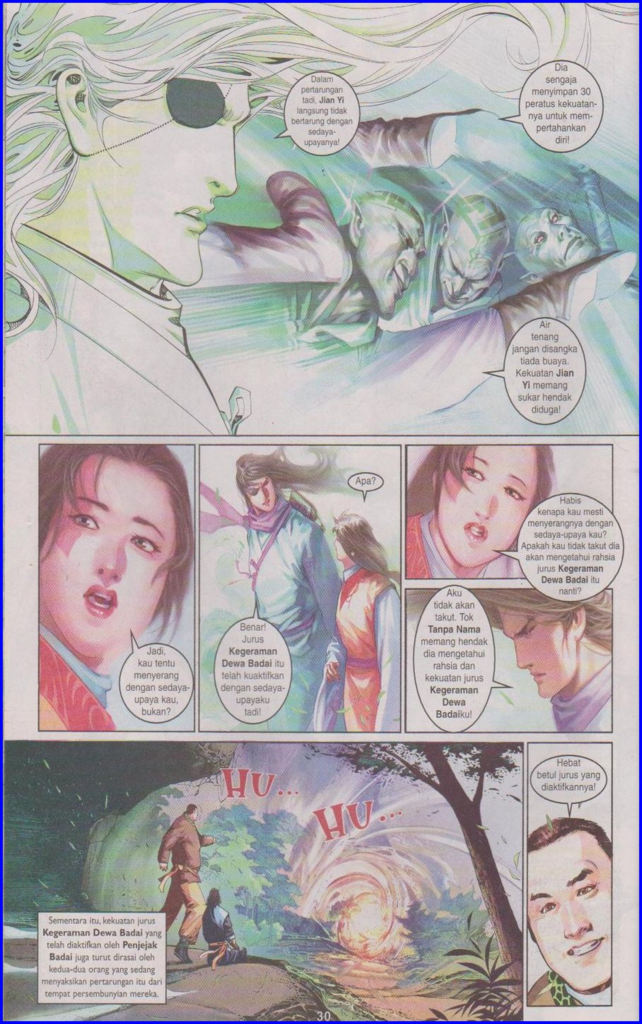 Dalam
pertarungan
tadi, Jian Yi
langsung tidak
bertarung dengan
sedaya-
upayanya!
Dia
sengaja
menyimpan 30
peratus kekuatan-
nya untuk mem-
pertahankan
diri!
Air
tenang
jangan disangka
tiada buaya.
Kekuatan Jian
Yi memang
sukar hendak
diduga!
Jadi,
kau tentu
menyerang
dengan sedaya-
upaya kau,
bukan?
Apa?
Benar!
Jurus
Kegeraman
Dewa Badai itu
telah kuaktifkan
dengan sedaya-
upayaku
tadi!
Habis
kenapa kau mesti
menyerangnya dengan
sedaya-upaya kau?
Apakah kau tidak takut dia
akan mengetahui rahsia
jurus Kegeraman
Dewa Badai itu
nanti?
Aku
tidak akan
takut. Tok
Tanpa Nama
memang hendak
dia mengetahui
rahsia dan
kekuatan jurus
Kegeraman
Dewa
Badaiku!
HU...
HU...
Sementara itu, kekuatan jurus
Kegeraman Dewa Badai yang
telah diaktifkan oleh Penjejak
Badai juga turut dirasai oleh
kedua-dua orang yang sedang
menyaksikan pertarungan itu dari
tempat persembunyian mereka.
Hebat
betul jurus yang
diaktifkannya!
30